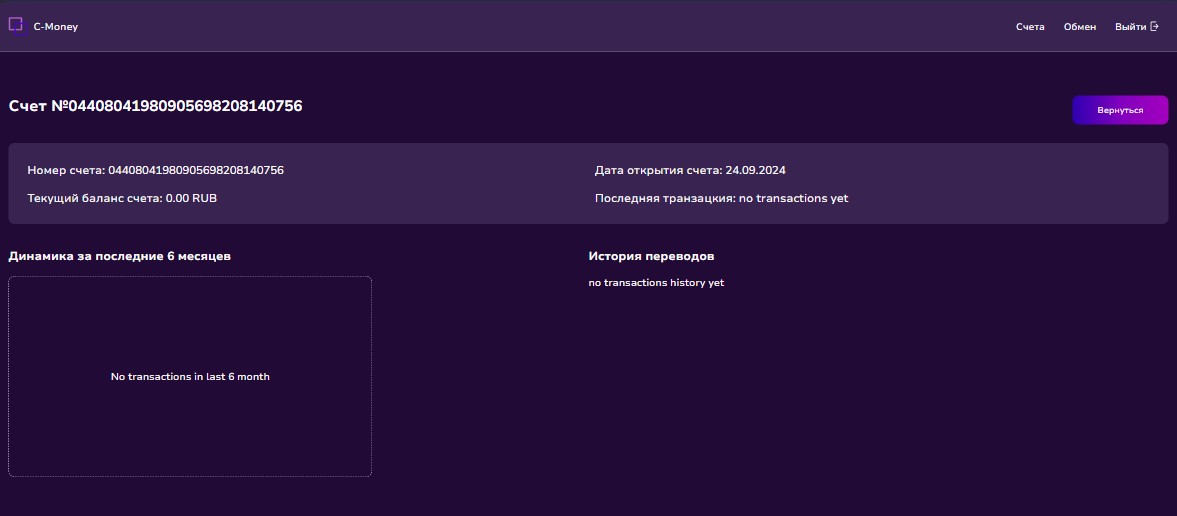 C-Money
Счета
Обмен
Выйти
Счет №04408041980905698208140756
Вернуться
Номер счета: 04408041980905698208140756
Дата открытия счета: 24.09.2024
Текущий баланс счета: 0.00 RUB
Последняя транзакция: no transactions yet
Динамика за последние 6 месяцев
История переводов
no transactions history yet
No transactions in last 6 month